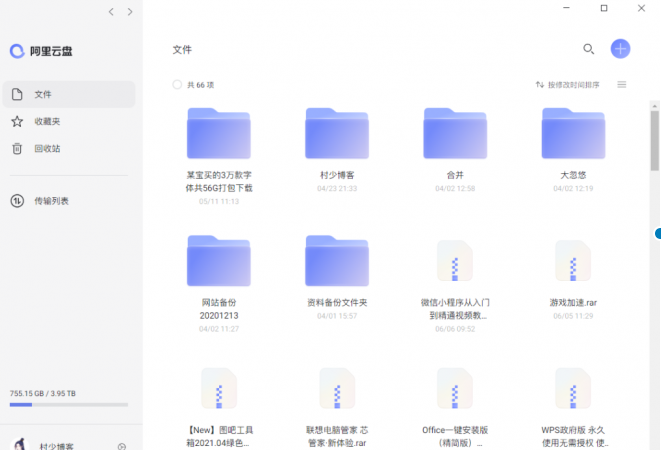 阿里云盘
文件
收藏夹
回收站
传输列表
755.15 GB / 3.95 TB
村少博客
文件
共 66 项
按修改时间排序
某宝买的3万款字
体共56G打包下载
05/11 11:13
村少博客
04/23 21:33
合并
04/02 12:58
大忽悠
04/02 12:19
网站备份
20201213
04/02 11:27
资料备份文件夹
04/01 15:57
微信小程序从入门
到精通视频教...
06/06 09:52
游戏加速.rar
06/05 11:29
【New】图吧工具
箱2021.04绿色...
联想电脑管家 芯
管家·新体验.rar
Office一键安装版
（精简版）...
WPS政府版 永久
使用无需授权 使...